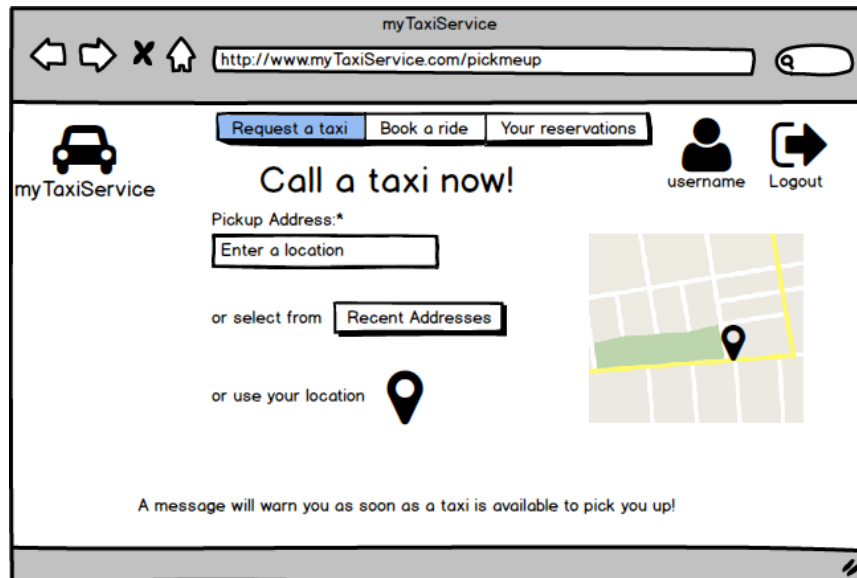 myTaxiService
http://www.myTaxiService.com/pickmeup
Request a taxi Book a ride Your reservations
myTaxiService
username Logout
Call a taxi now!
Pickup Address:*
Enter a location
or select from Recent Addresses
or use your location
A message will warn you as soon as a taxi is available to pick you up!